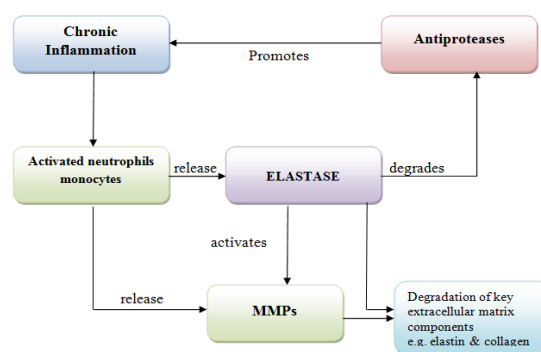 Chronic
Inflammation
Antiproteases
Promotes
Activated neutrophils
monocytes
release
ELASTASE
degrades
activates
release
MMPs
Degradation of key
extracellular matrix
components
e.g. elastin & collagen